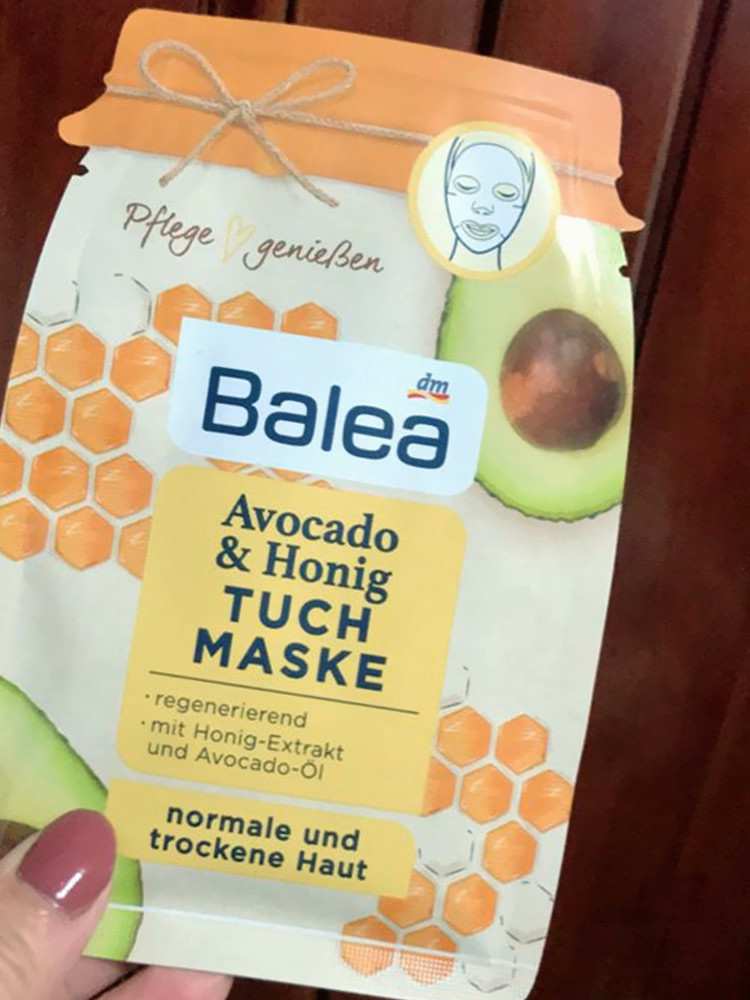 Pflege genießen
dm
Balea
Avocado
& Honig
TUCH
MASKE
· regenerierend
· mit Honig-Extrakt
und Avocado-Öl
normale und
trockene Haut